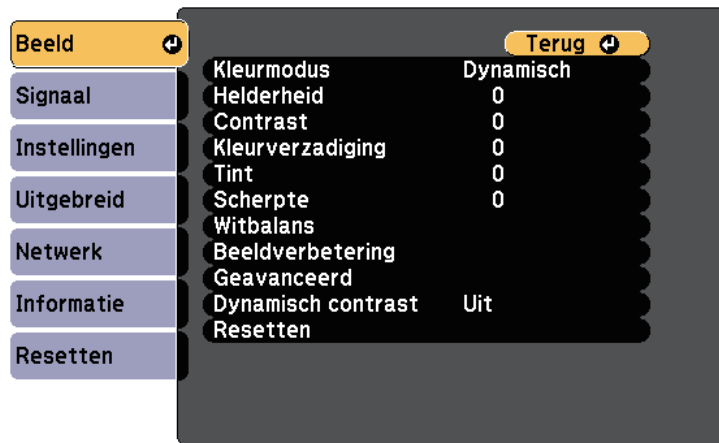 Beeld
Signaal
Instellingen
Uitgebreid
Netwerk
Informatie
Resetten
Terug
Kleurmodus Dynamisch
Helderheid 0
Contrast 0
Kleurverzadiging 0
Tint 0
Scherpte 0
Witbalans
Beeldverbetering
Geavanceerd
Dynamisch contrast Uit
Resetten